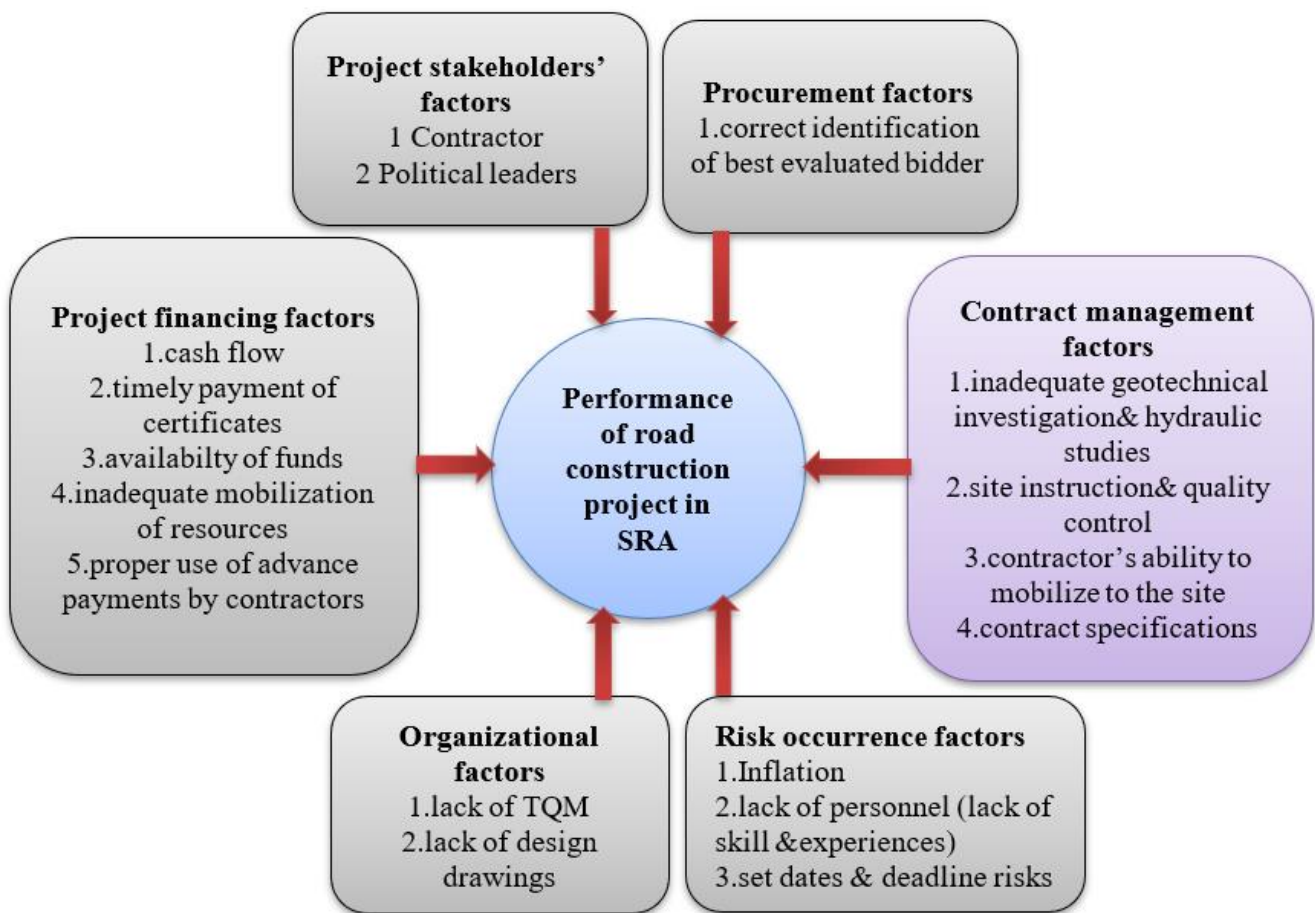 Project stakeholders’
factors
1 Contractor
2 Political leaders
Procurement factors
1.correct identification
of best evaluated bidder
Project financing factors
1.cash flow
2.timely payment of
certificates
3.availabilty of funds
4.inadequate mobilization
of resources
5.proper use of advance
payments by contractors
Performance
of road
construction
project in
SRA
Contract management
factors
1.inadequate geotechnical
investigation& hydraulic
studies
2.site instruction& quality
control
3.contractor’s ability to
mobilize to the site
4.contract specifications
Organizational
factors
1.lack of TQM
2.lack of design
drawings
Risk occurrence factors
1.Inflation
2.lack of personnel (lack of
skill &experiences)
3.set dates & deadline risks